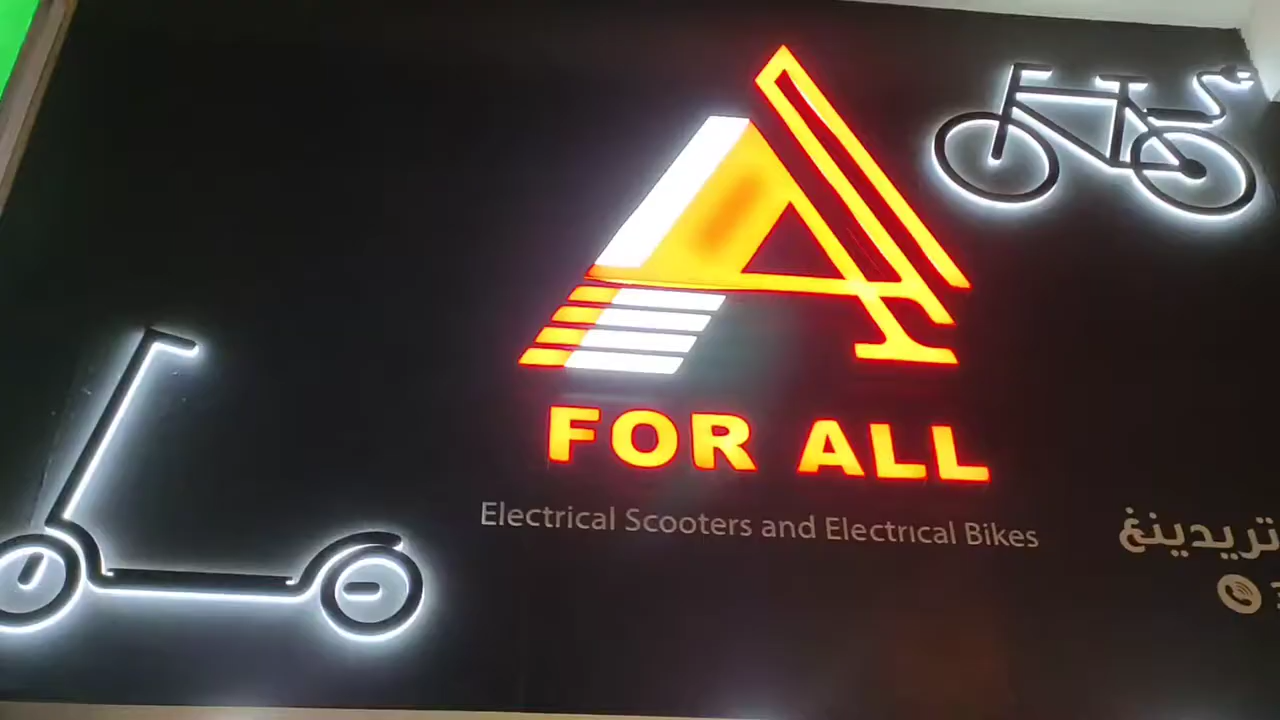 A
FOR ALL
Electrical Scooters and Electrical Bikes
تريدينغ